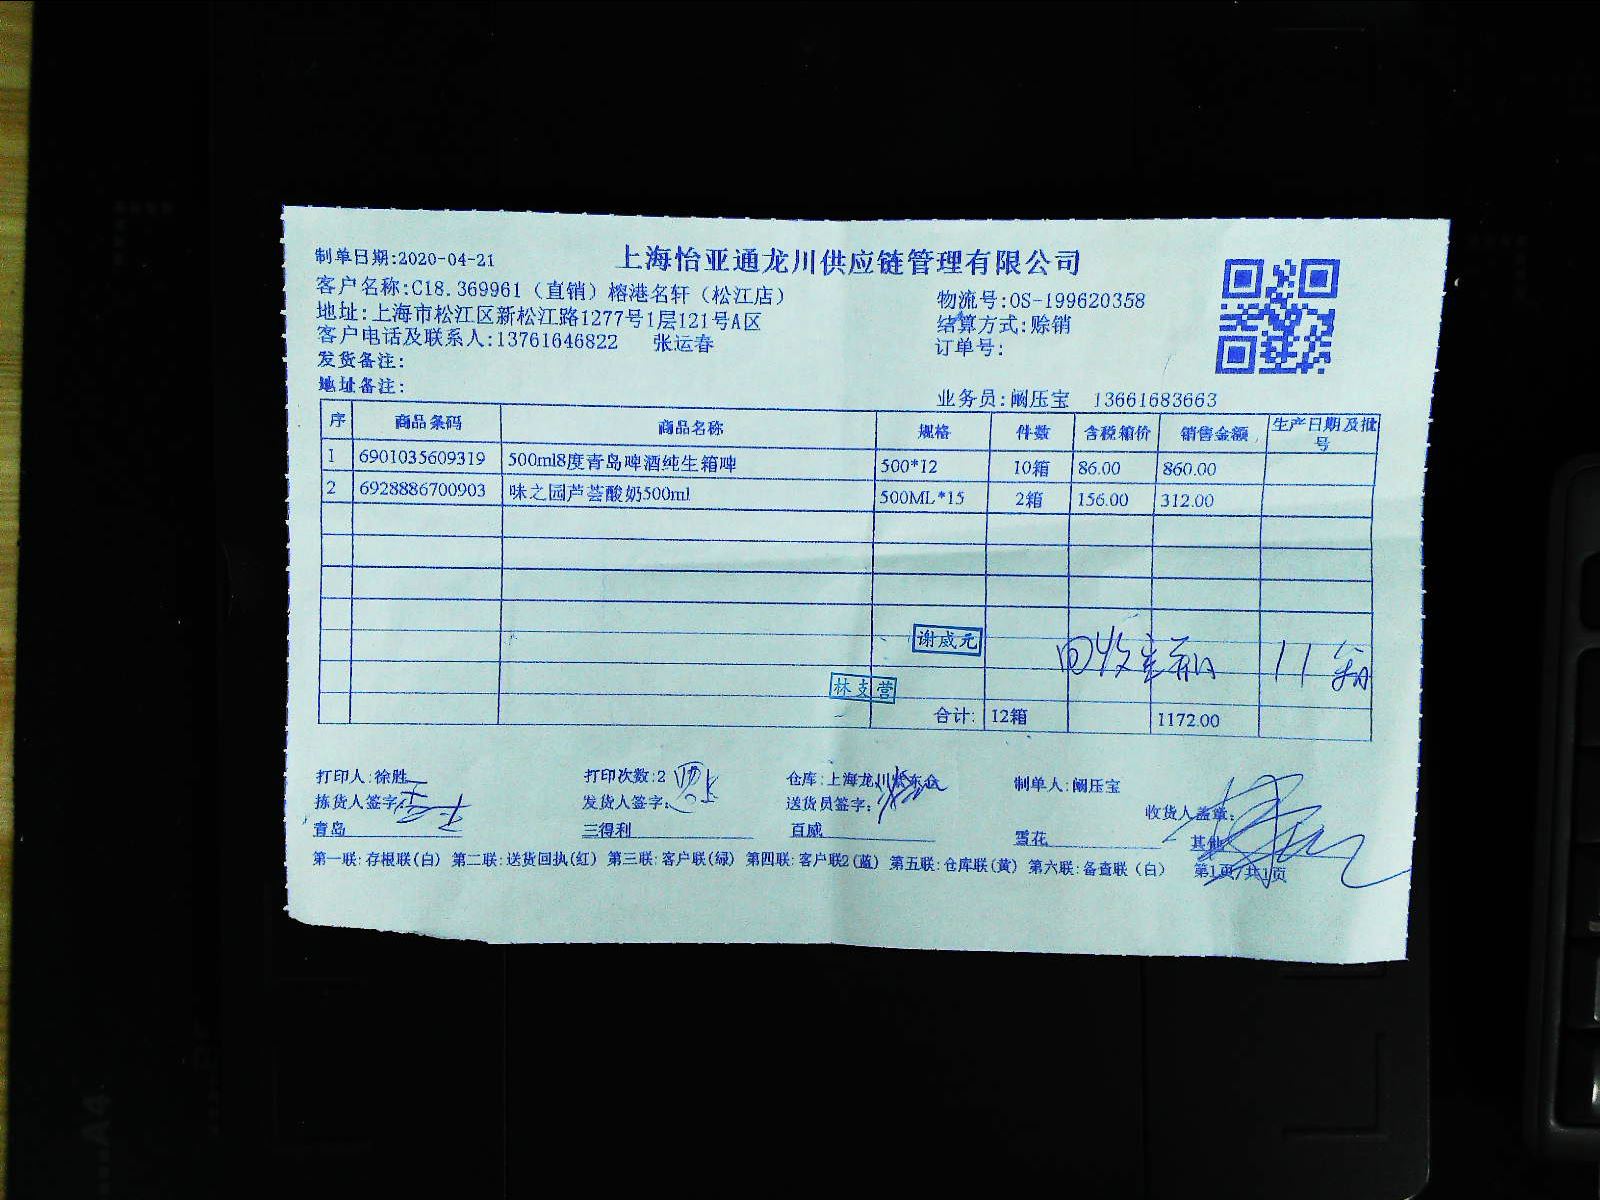 制单日期:2020-04-21
上海怡亚通龙川供应链管理有限公司
客户名称:C18.369961（直销）榕港名轩（松江店）
物流号:OS-199620358
地址:上海市松江区新松江路1277号1层121号A区
结算方式:赊销
客户电话及联系人:13761646822 张运春
订单号:
发货备注:
地址备注:
业务员:阚压宝 13661683663
序 商品条码 商品名称 规格 件数 含税箱价 销售金额 生产日期及批号
1 6901035609319 500ml8度青岛啤酒纯生箱啤 500*12 10箱 86.00 860.00
2 6928886700903 味之园芦荟酸奶500ml 500ML*15 2箱 156.00 312.00
谢威元
回收 11
林支营
合计: 12箱 1172.00
打印人:徐胜 打印次数:2 仓库:上海龙川 制单人:阚压宝
拣货人签字: 发货人签字: 送货员签字: 收货人盖章:
青岛 三得利 百威 雪花 其他
第一联:存根联(白) 第二联:送货回执(红) 第三联:客户联(绿) 第四联:客户联2(蓝) 第五联:仓库联(黄) 第六联:备查联（白） 第1页/共1页
A4